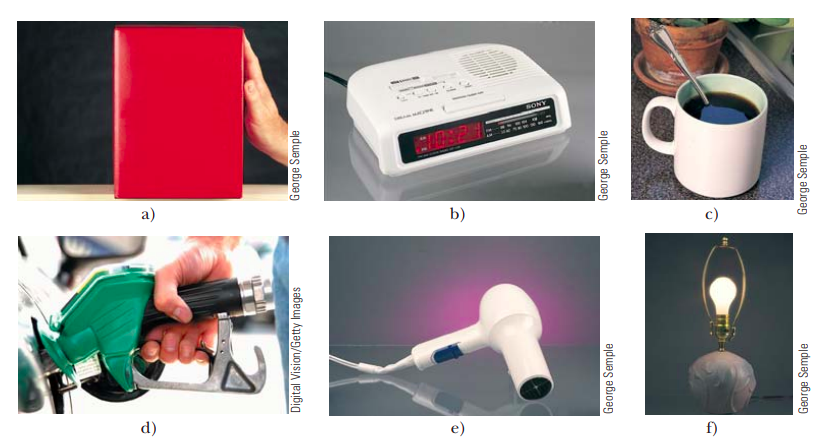 George Semple
a)
SONY
George Semple
b)
George Semple
c)
Digital Vision/Getty Images
d)
George Semple
e)
George Semple
f)